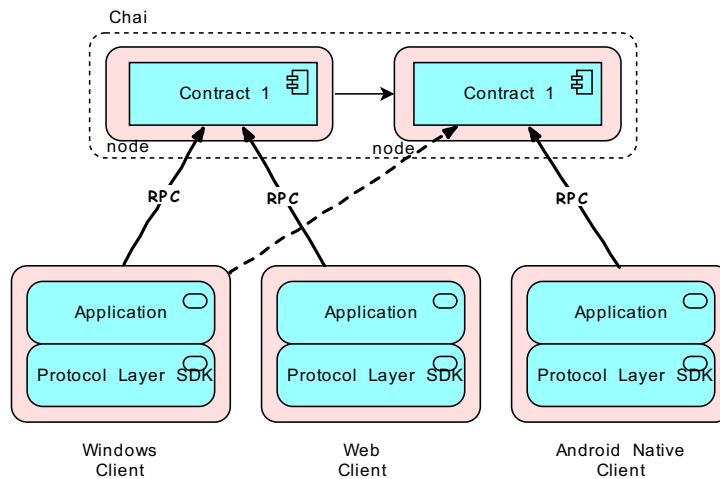 Chai
Contract 1
Contract 1
node
node
RPC
RPC
RPC
Application
Application
Application
Protocol Layer SDK
Protocol Layer SDK
Protocol Layer SDK
Windows
Client
Web
Client
Android Native
Client